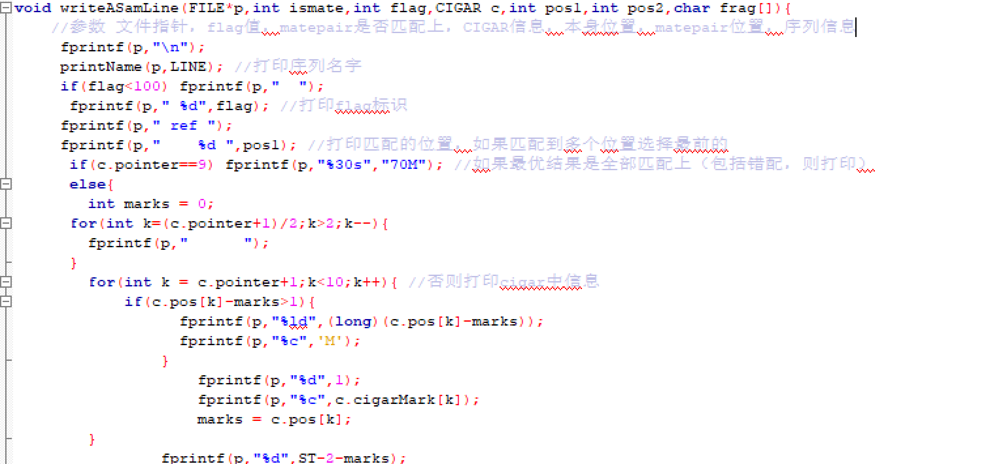 void writeASamLine(FILE*p,int ismate,int flag,CIGAR c,int pos1,int pos2,char frag[]){
//参数 文件指针，flag值，matepair是否匹配上，CIGAR信息，本身位置，matepair位置，序列信息
fprintf(p,"\n");
printName(p,LINE); //打印序列名字
if(flag<100) fprintf(p,"  ");
fprintf(p," %d",flag); //打印flag标识
fprintf(p," ref ");
fprintf(p,"    %d ",pos1); //打印匹配的位置，如果匹配到多个位置选择最前的
if(c.pointer==9) fprintf(p,"%30s","70M"); //如果最优结果是全部匹配上（包括错配，则打印）
else{
int marks = 0;
for(int k=(c.pointer+1)/2;k>2;k--){
fprintf(p,"      ");
}
for(int k = c.pointer+1;k<10;k++){ //否则打印cigar中信息
if(c.pos[k]-marks>1){
fprintf(p,"%ld",(long)(c.pos[k]-marks));
fprintf(p,"%c",'M');
}
fprintf(p,"%d",1);
fprintf(p,"%c",c.cigarMark[k]);
marks = c.pos[k];
}
fprintf(p,"%d",ST-2-marks);